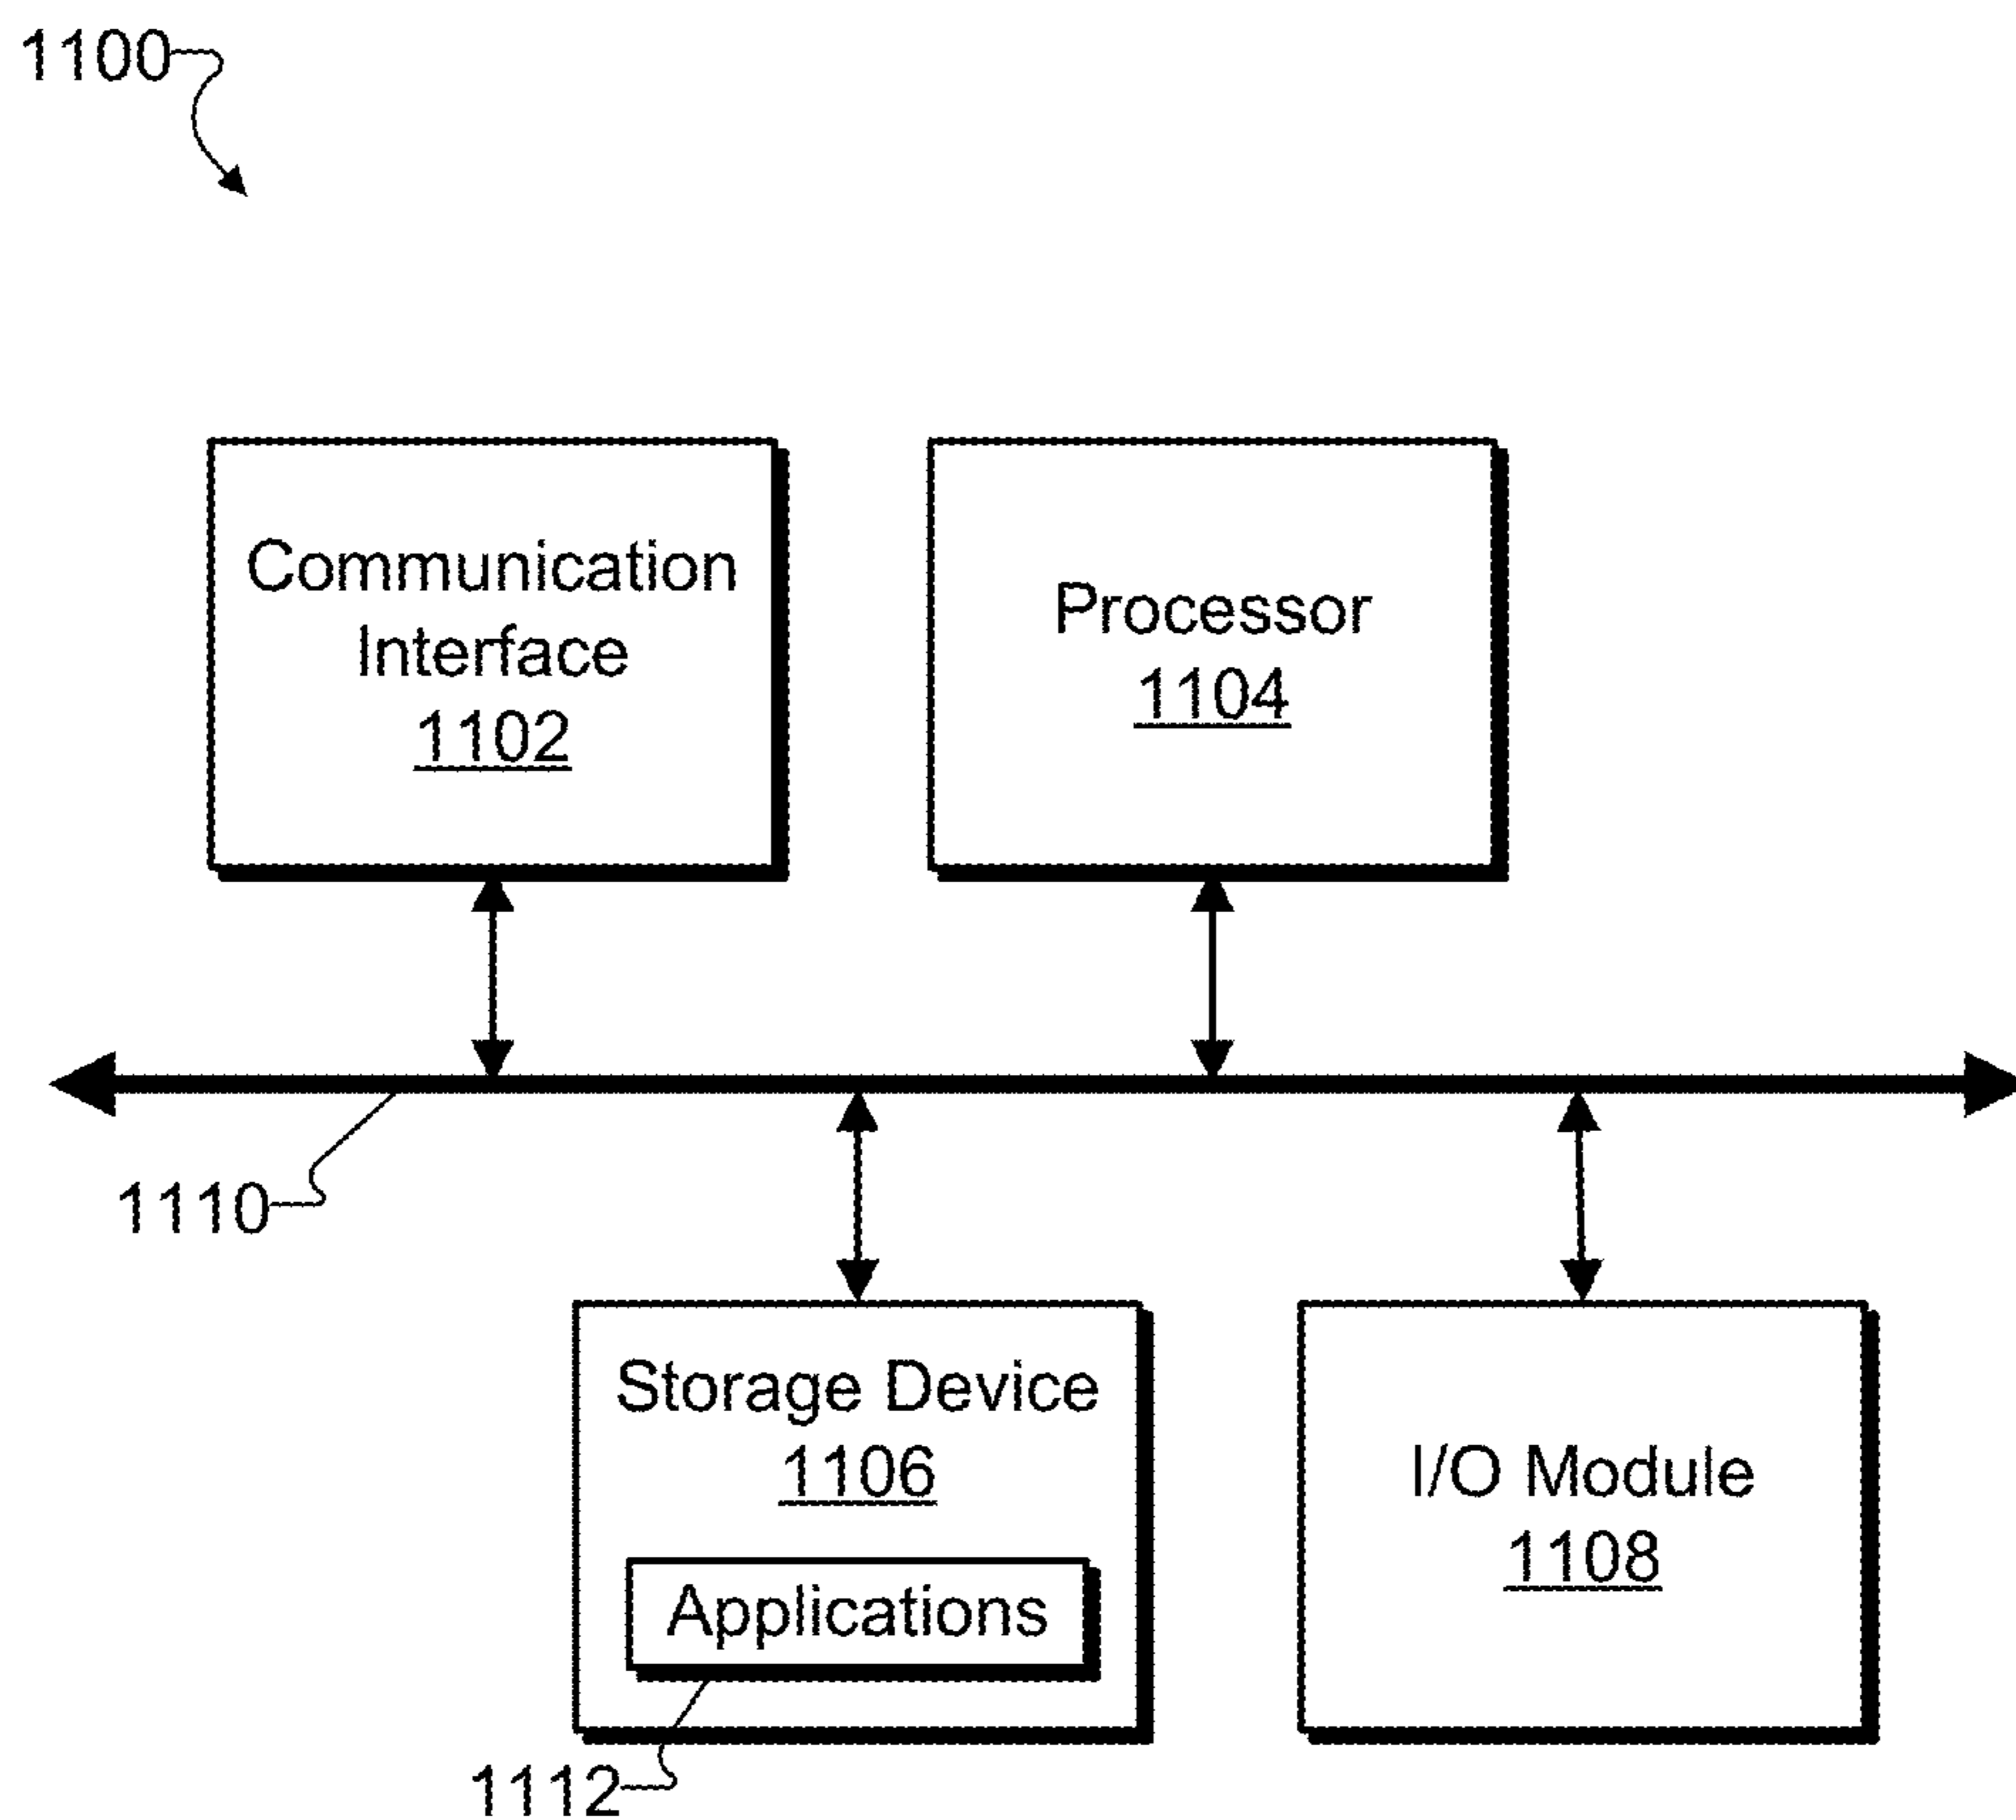 1100
Communication
Interface
1102
Processor
1104
1110
Storage Device
1106
Applications
1112
I/O Module
1108